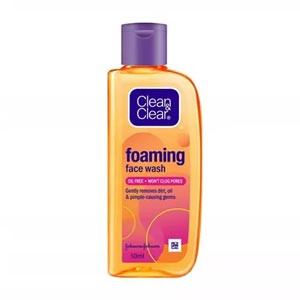 Clean &
Clear
foaming
face wash
OIL FREE • WON'T CLOG PORES
Gently removes dirt, oil
& pimple-causing germs
Johnson&Johnson
50ml